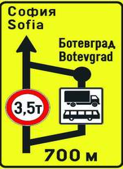 София
Sofia
Ботевград
Botevgrad
3,5т
700 м